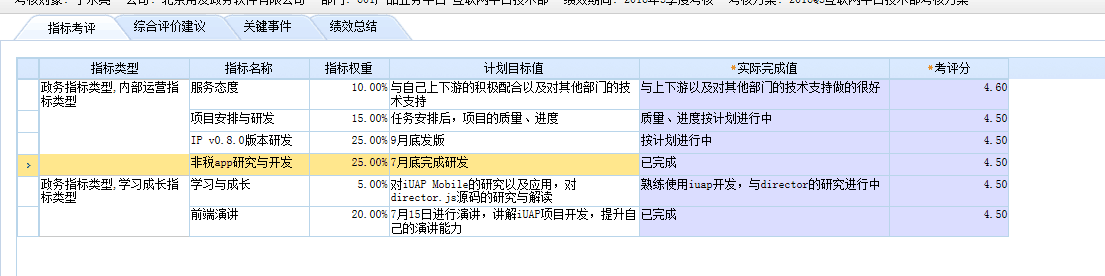 指标考评 综合评价建议 关键事件 绩效总结
指标类型 指标名称 指标权重 计划目标值 *实际完成值 *考评分
政务指标类型,内部运营指标类型 服务态度 10.00% 与自己上下游的积极配合以及对其他部门的技术支持 与上下游以及对其他部门的技术支持做的很好 4.60
项目安排与研发 15.00% 任务安排后，项目的质量、进度 质量、进度按计划进行中 4.50
IP v0.8.0版本研发 25.00% 9月底发版 按计划进行中 4.50
非税app研究与开发 25.00% 7月底完成研发 已完成 4.50
政务指标类型,学习成长指标类型 学习与成长 5.00% 对iUAP Mobile的研究以及应用，对director.js源码的研究与解读 熟练使用iuap开发，与director的研究进行中 4.50
前端演讲 20.00% 7月15日进行演讲，讲解iUAP项目开发，提升自己的演讲能力 已完成 4.50